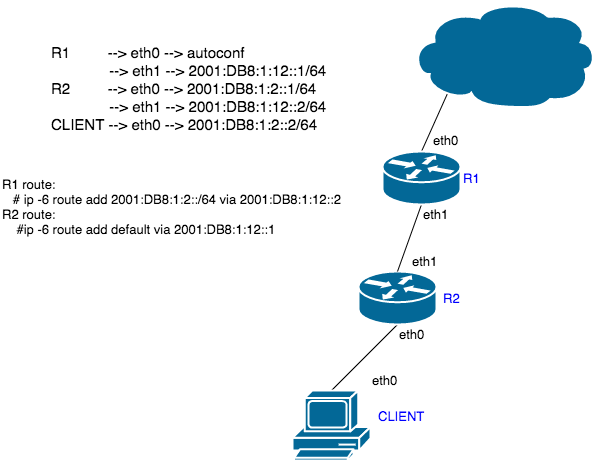 R1 --> eth0 --> autoconf
--> eth1 --> 2001:DB8:1:12::1/64
R2 --> eth0 --> 2001:DB8:1:2::1/64
--> eth1 --> 2001:DB8:1:12::2/64
CLIENT --> eth0 --> 2001:DB8:1:2::2/64
R1 route:
# ip -6 route add 2001:DB8:1:2::/64 via 2001:DB8:1:12::2
R2 route:
#ip -6 route add default via 2001:DB8:1:12::1
eth0
R1
eth1
eth1
R2
eth0
eth0
CLIENT